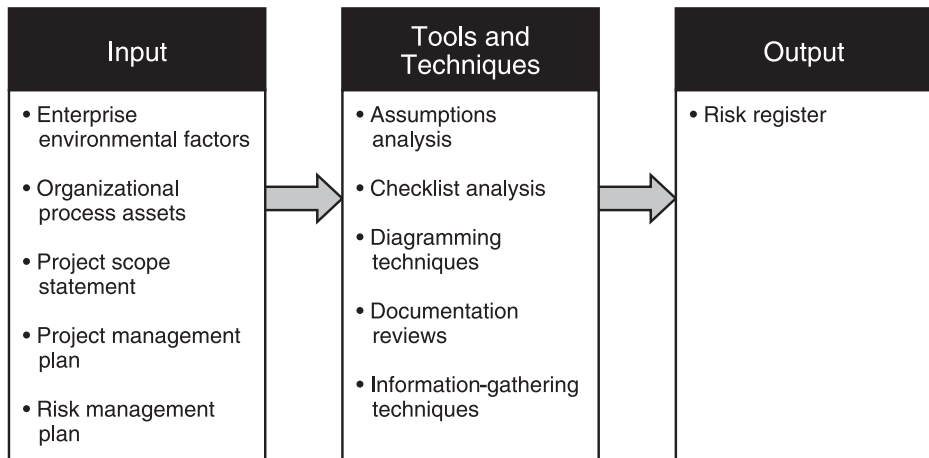 Input
• Enterprise
environmental factors
• Organizational
process assets
• Project scope
statement
• Project management
plan
• Risk management
plan
Tools and
Techniques
• Assumptions
analysis
• Checklist analysis
• Diagramming
techniques
• Documentation
reviews
• Information-gathering
techniques
Output
• Risk register